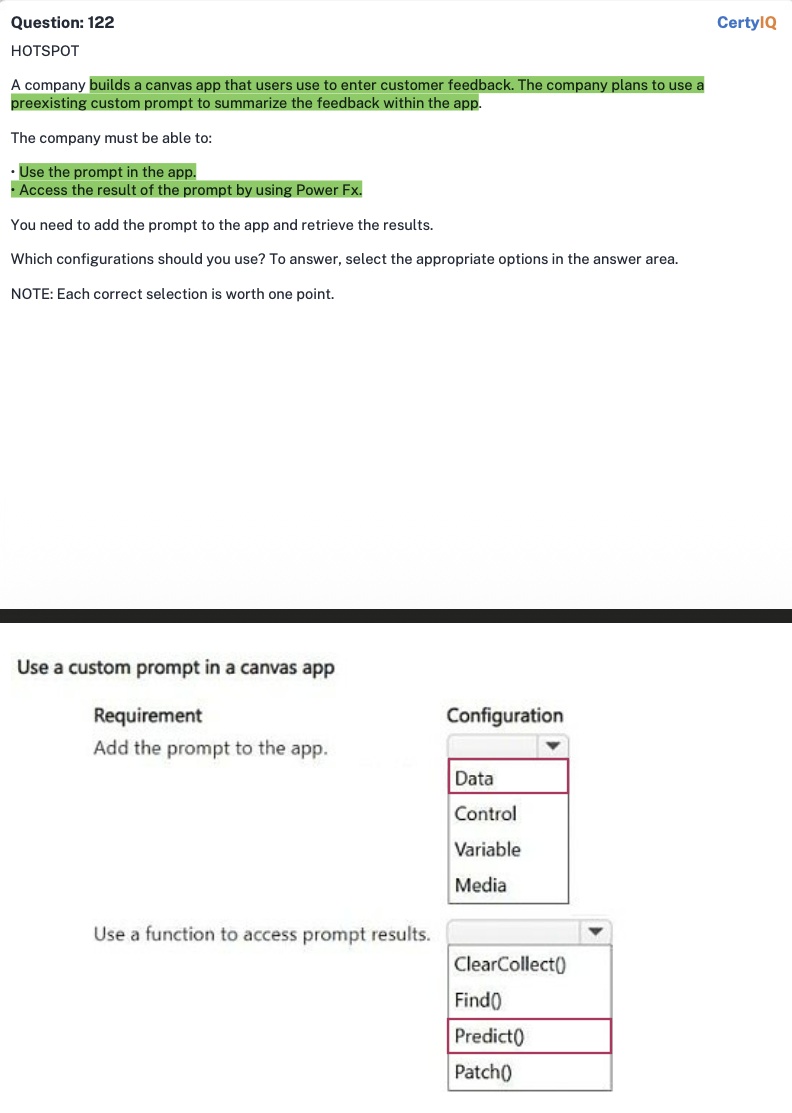 Question: 122
CertyIQ
HOTSPOT
A company builds a canvas app that users use to enter customer feedback. The company plans to use a
preexisting custom prompt to summarize the feedback within the app.
The company must be able to:
• Use the prompt in the app.
• Access the result of the prompt by using Power Fx.
You need to add the prompt to the app and retrieve the results.
Which configurations should you use? To answer, select the appropriate options in the answer area.
NOTE: Each correct selection is worth one point.
Use a custom prompt in a canvas app
Requirement
Configuration
Add the prompt to the app.
Data
Control
Variable
Media
Use a function to access prompt results.
ClearCollect()
Find()
Predict()
Patch()